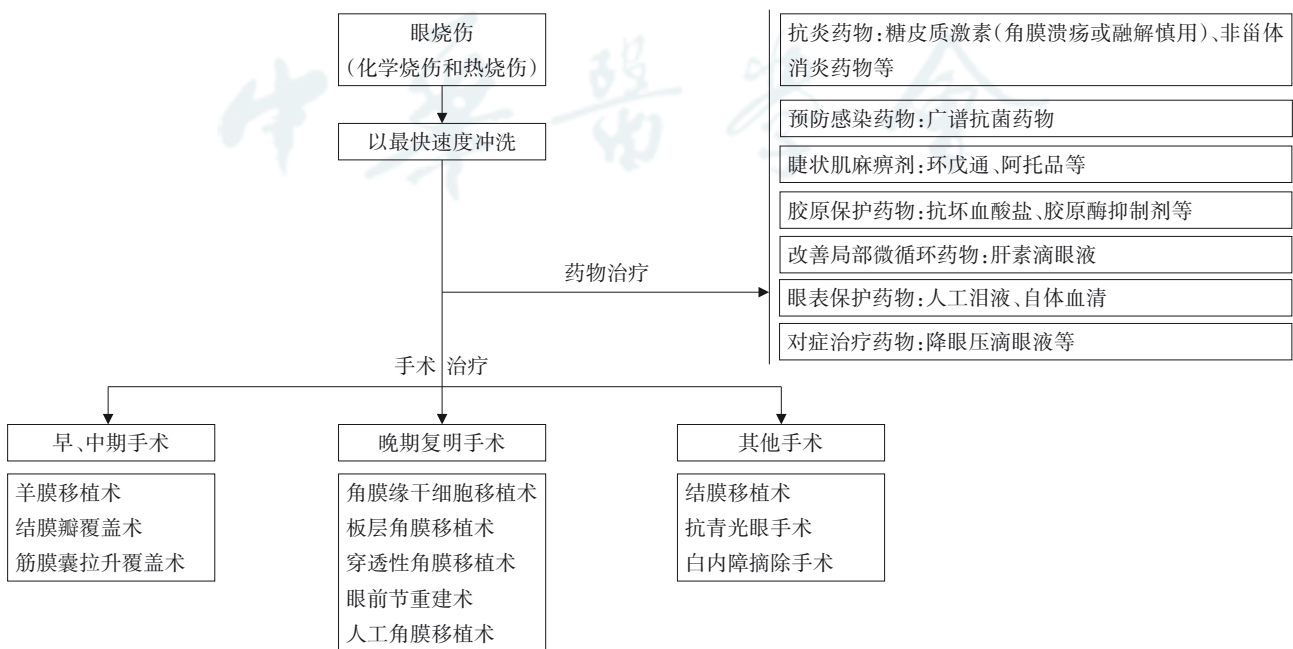 眼烧伤
（化学烧伤和热烧伤）
以最快速度冲洗
药物治疗
抗炎药物：糖皮质激素（角膜溃疡或融解慎用）、非甾体
消炎药物等
预防感染药物：广谱抗菌药物
睫状肌麻痹剂：环戊通、阿托品等
胶原保护药物：抗坏血酸盐、胶原酶抑制剂等
改善局部微循环药物：肝素滴眼液
眼表保护药物：人工泪液、自体血清
对症治疗药物：降眼压滴眼液等
手术治疗
早、中期手术
羊膜移植术
结膜瓣覆盖术
筋膜囊拉升覆盖术
晚期复明手术
角膜缘干细胞移植术
板层角膜移植术
穿透性角膜移植术
眼前节重建术
人工角膜移植术
其他手术
结膜移植术
抗青光眼手术
白内障摘除手术
中华医学会